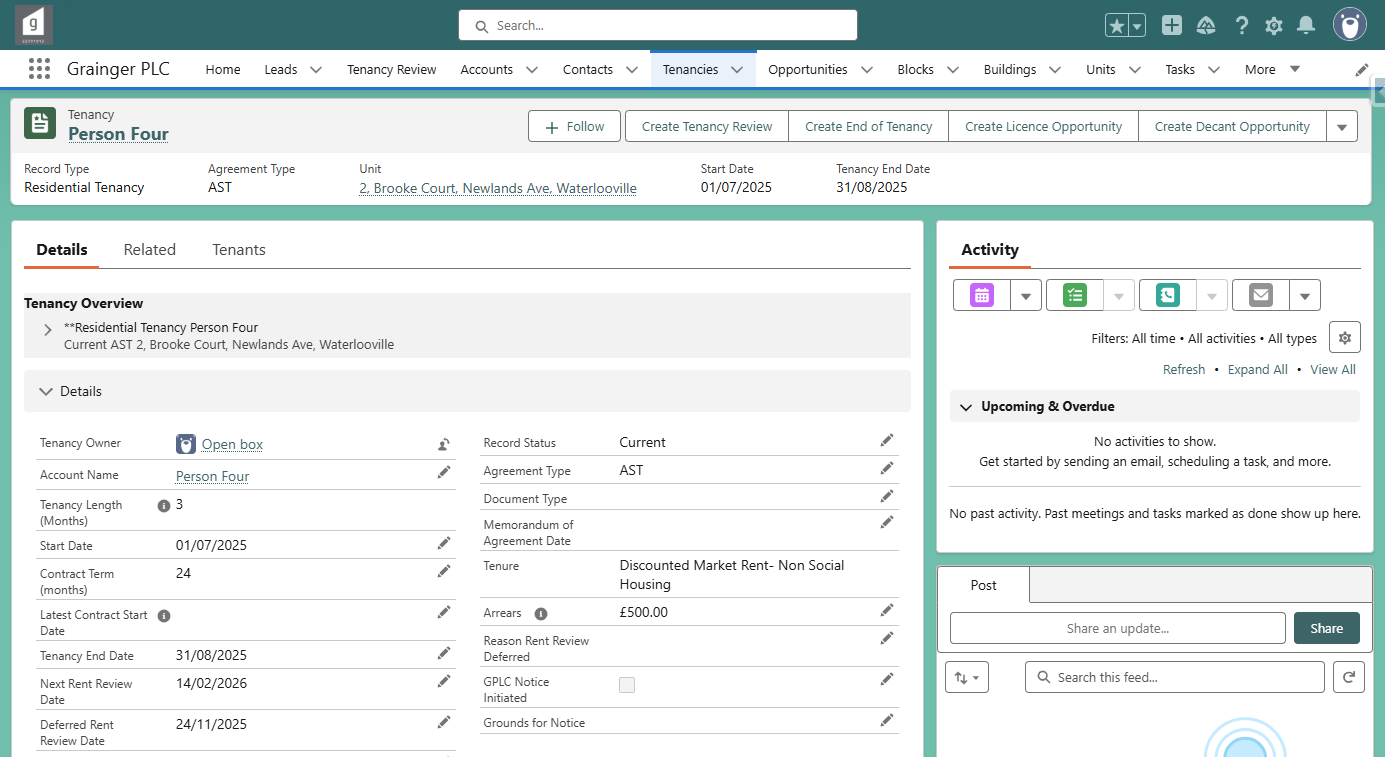 g
Search...
Grainger PLC
Home
Leads
Tenancy Review
Accounts
Contacts
Tenancies
Opportunities
Blocks
Buildings
Units
Tasks
More
Tenancy
Person Four
Follow
Create Tenancy Review
Create End of Tenancy
Create Licence Opportunity
Create Decant Opportunity
Record Type
Residential Tenancy
Agreement Type
AST
Unit
2, Brooke Court, Newlands Ave, Waterlooville
Start Date
01/07/2025
Tenancy End Date
31/08/2025
Details
Related
Tenants
Tenancy Overview
**Residential Tenancy Person Four
Current AST 2, Brooke Court, Newlands Ave, Waterlooville
Details
Tenancy Owner
Open box
Account Name
Person Four
Tenancy Length
(Months)
3
Start Date
01/07/2025
Contract Term
(months)
24
Latest Contract Start
Date
Tenancy End Date
31/08/2025
Next Rent Review
Date
14/02/2026
Deferred Rent
Review Date
24/11/2025
Record Status
Current
Agreement Type
AST
Document Type
Memorandum of
Agreement Date
Tenure
Discounted Market Rent- Non Social
Housing
Arrears
£500.00
Reason Rent Review
Deferred
GPLC Notice
Initiated
Grounds for Notice
Activity
Filters: All time • All activities • All types
Refresh • Expand All • View All
Upcoming & Overdue
No activities to show.
Get started by sending an email, scheduling a task, and more.
No past activity. Past meetings and tasks marked as done show up here.
Post
Share an update...
Share
Search this feed...